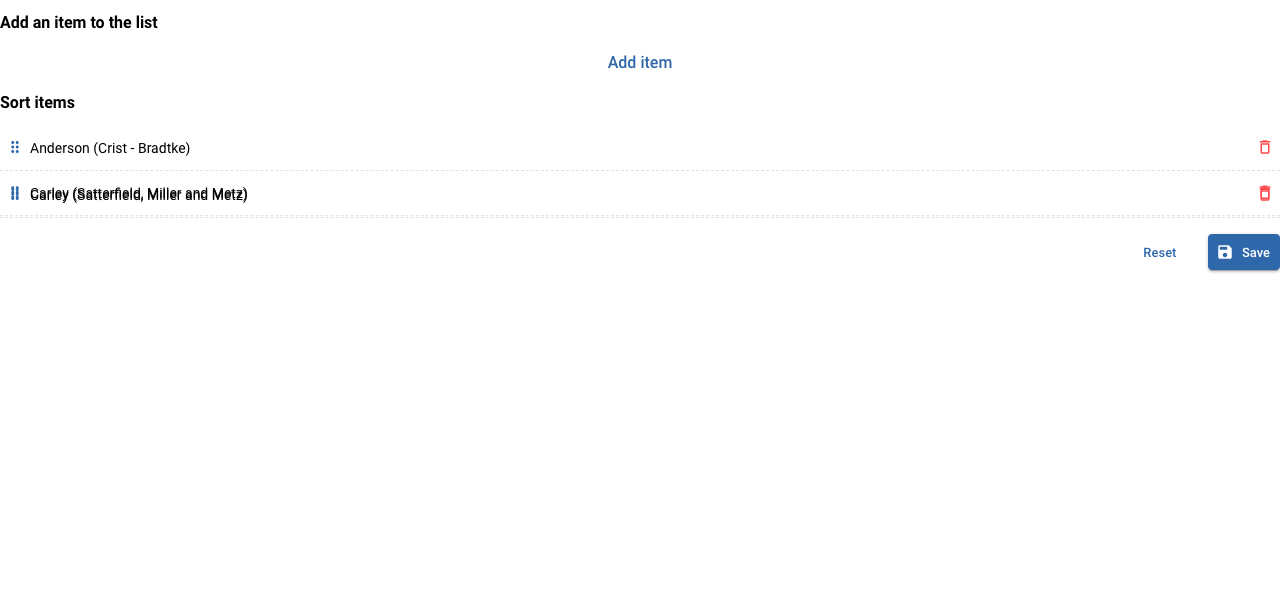 Add an item to the list
Add item
Sort items
Anderson (Crist - Bradtke)
Carley (Satterfield, Miller and Metz)
Reset
Save